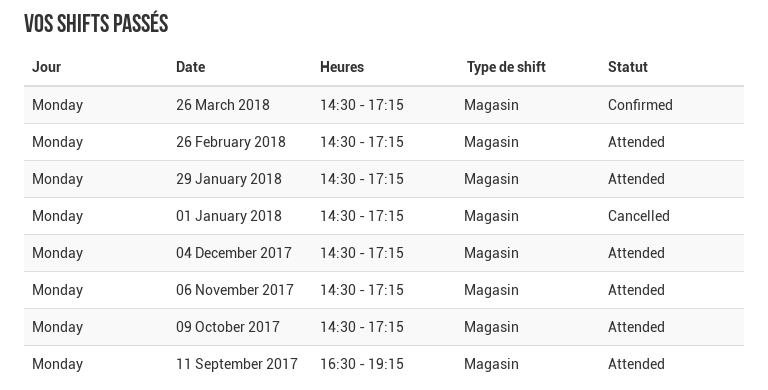 VOS SHIFTS PASSÉS
Jour Date Heures Type de shift Statut
Monday 26 March 2018 14:30 - 17:15 Magasin Confirmed
Monday 26 February 2018 14:30 - 17:15 Magasin Attended
Monday 29 January 2018 14:30 - 17:15 Magasin Attended
Monday 01 January 2018 14:30 - 17:15 Magasin Cancelled
Monday 04 December 2017 14:30 - 17:15 Magasin Attended
Monday 06 November 2017 14:30 - 17:15 Magasin Attended
Monday 09 October 2017 14:30 - 17:15 Magasin Attended
Monday 11 September 2017 16:30 - 19:15 Magasin Attended